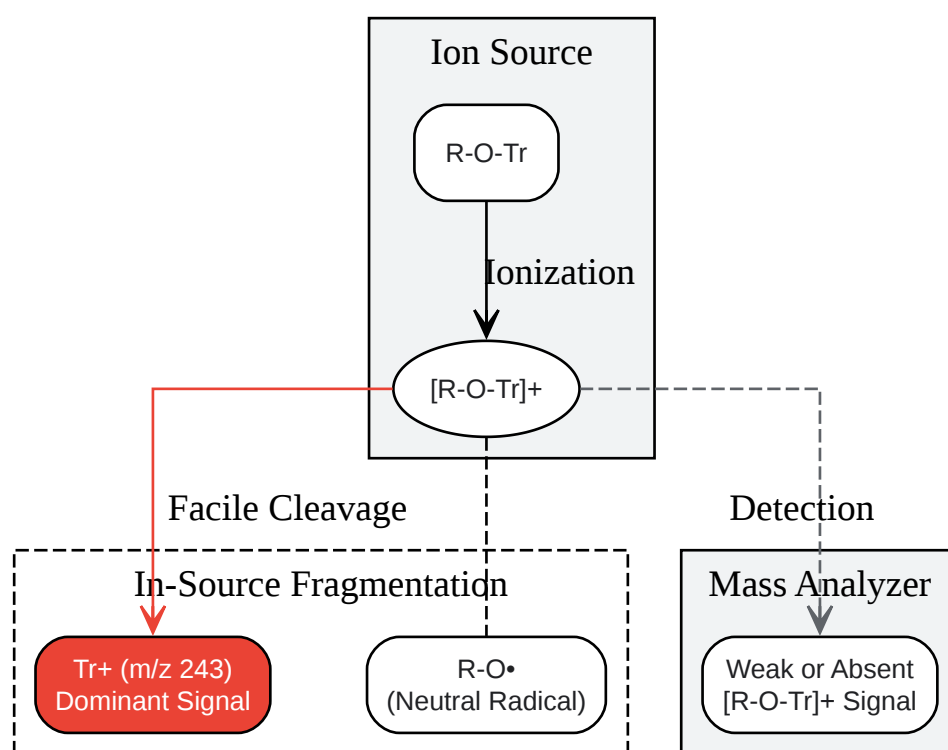 Ion Source
R-O-Tr
Ionization
[R-O-Tr]+
Facile Cleavage
Detection
In-Source Fragmentation
Mass Analyzer
Tr+ (m/z 243)
Dominant Signal
R-O•
(Neutral Radical)
Weak or Absent
[R-O-Tr]+ Signal